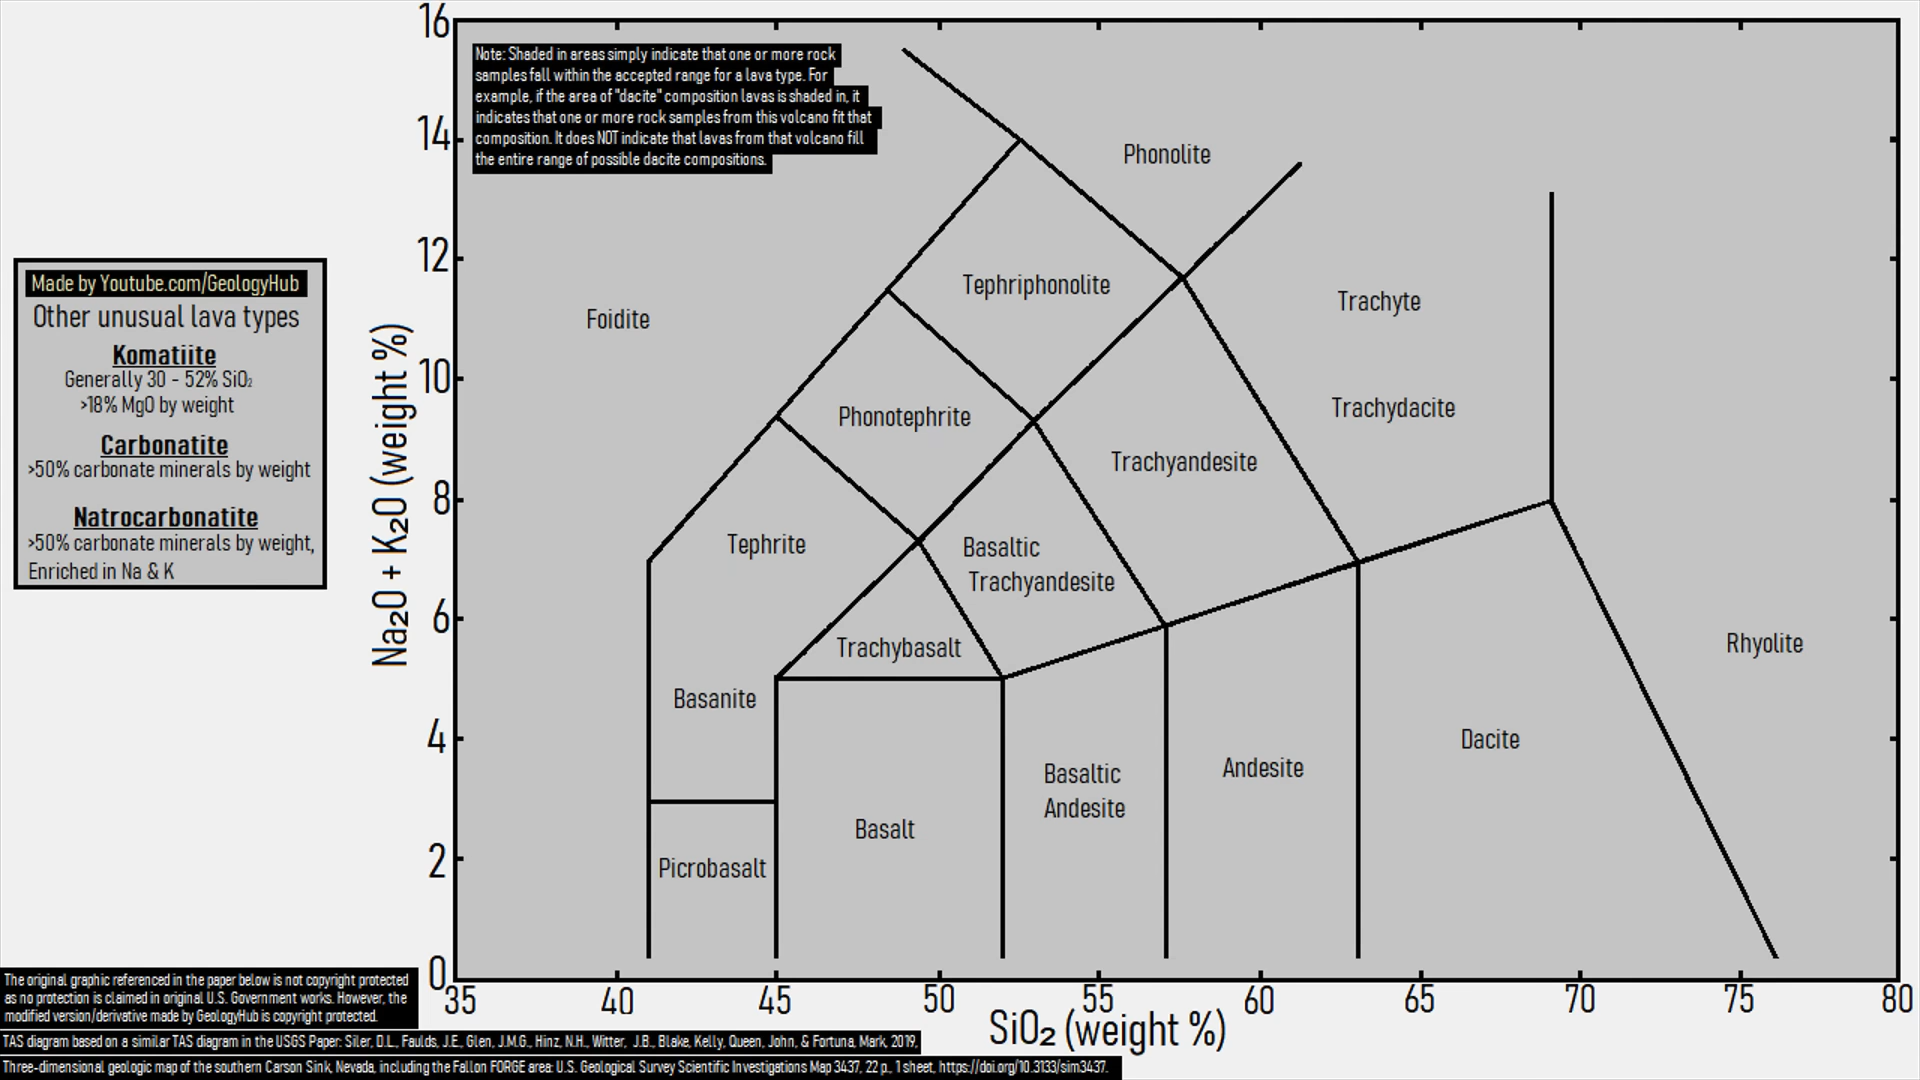 16
14
12
10
8
6
4
2
0
Na₂O + K₂O (weight %)
Note: Shaded in areas simply indicate that one or more rock
samples fall within the accepted range for a lava type. For
example, if the area of "dacite" composition lavas is shaded in, it
indicates that one or more rock samples from this volcano fit that
composition. It does NOT indicate that lavas from that volcano fill
the entire range of possible dacite compositions.
Phonolite
Tephriphonolite
Trachyte
Foidite
Trachydacite
Phonotephrite
Trachyandesite
Tephrite
Basaltic
Trachyandesite
Trachybasalt
Rhyolite
Basanite
Dacite
Andesite
Basaltic
Andesite
Basalt
Picrobasalt
35 40 45 50 55 60 65 70 75 80
SiO₂ (weight %)
Made by Youtube.com/GeologyHub
Other unusual lava types
Komatiite
Generally 30 - 52% SiO₂
>18% MgO by weight
Carbonatite
>50% carbonate minerals by weight
Natrocarbonatite
>50% carbonate minerals by weight,
Enriched in Na & K
The original graphic referenced in the paper below is not copyright protected
as no protection is claimed in original U.S. Government works. However, the
modified version/derivative made by GeologyHub is copyright protected.
TAS diagram based on a similar TAS diagram in the USGS Paper: Siler, D.L., Faulds, J.E., Glen, J.M.G., Hinz, N.H., Witter, J.B., Blake, Kelly, Queen, John, & Fortuna, Mark, 2019,
Three-dimensional geologic map of the southern Carson Sink, Nevada, including the Fallon FORGE area: U.S. Geological Survey Scientific Investigations Map 3437, 22 p., 1 sheet, https://doi.org/10.3133/sim3437.